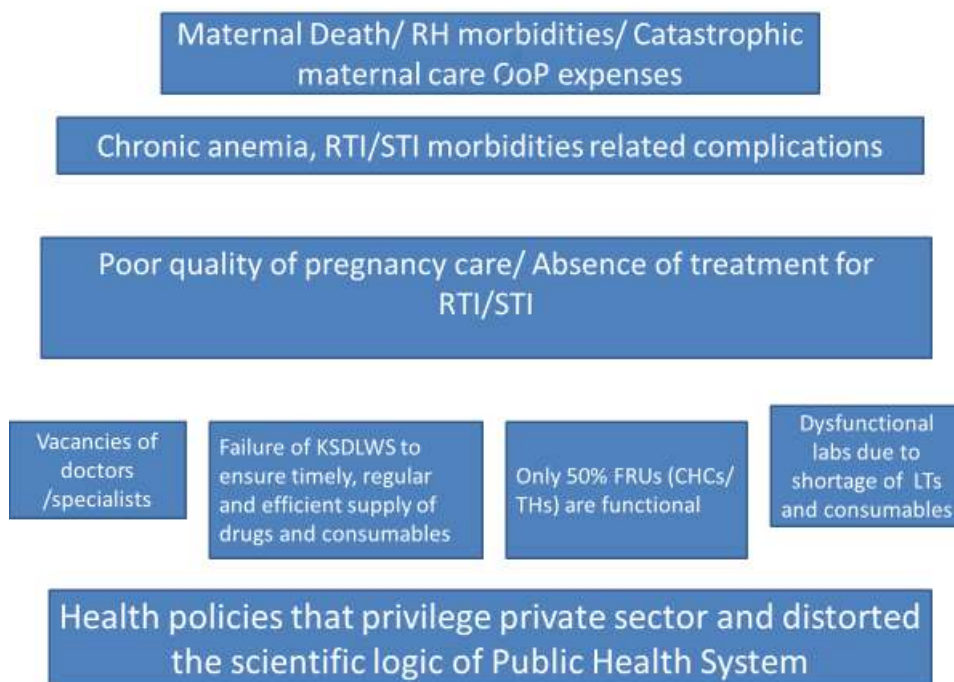 Maternal Death/ RH morbidities/ Catastrophic
maternal care OoP expenses
Chronic anemia, RTI/STI morbidities related complications
Poor quality of pregnancy care/ Absence of treatment for
RTI/STI
Vacancies of
doctors
/specialists
Failure of KSDLWS to
ensure timely, regular
and efficient supply of
drugs and consumables
Only 50% FRUs (CHCs/
THs) are functional
Dysfunctional
labs due to
shortage of LTs
and consumables
Health policies that privilege private sector and distorted
the scientific logic of Public Health System